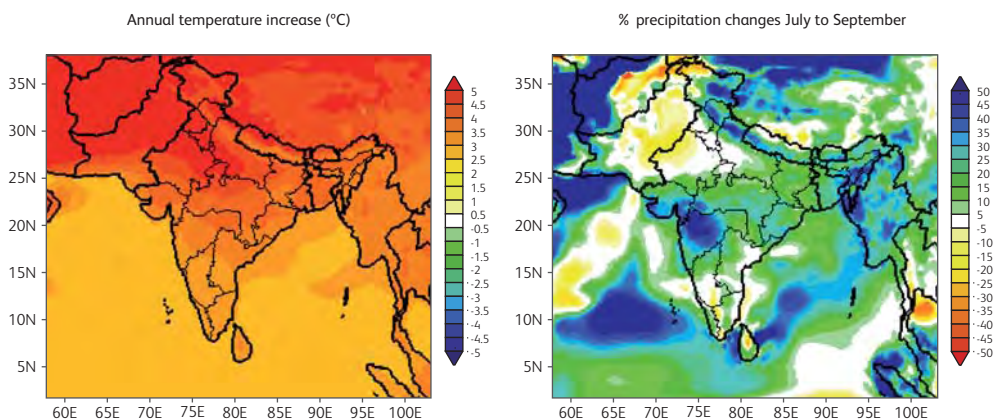 Annual temperature increase (ºC)
35N
30N
25N
20N
15N
10N
5N
60E 65E 70E 75E 80E 85E 90E 95E 100E
5
4.5
4
3.5
3
2.5
2
1.5
1
0.5
-0.5
-1
-1.5
-2
-2.5
-3
-3.5
-4
-4.5
-5
% precipitation changes July to September
35N
30N
25N
20N
15N
10N
5N
60E 65E 70E 75E 80E 85E 90E 95E 100E
50
45
40
35
30
25
20
15
10
5
-5
-10
-15
-20
-25
-30
-35
-40
-45
-50